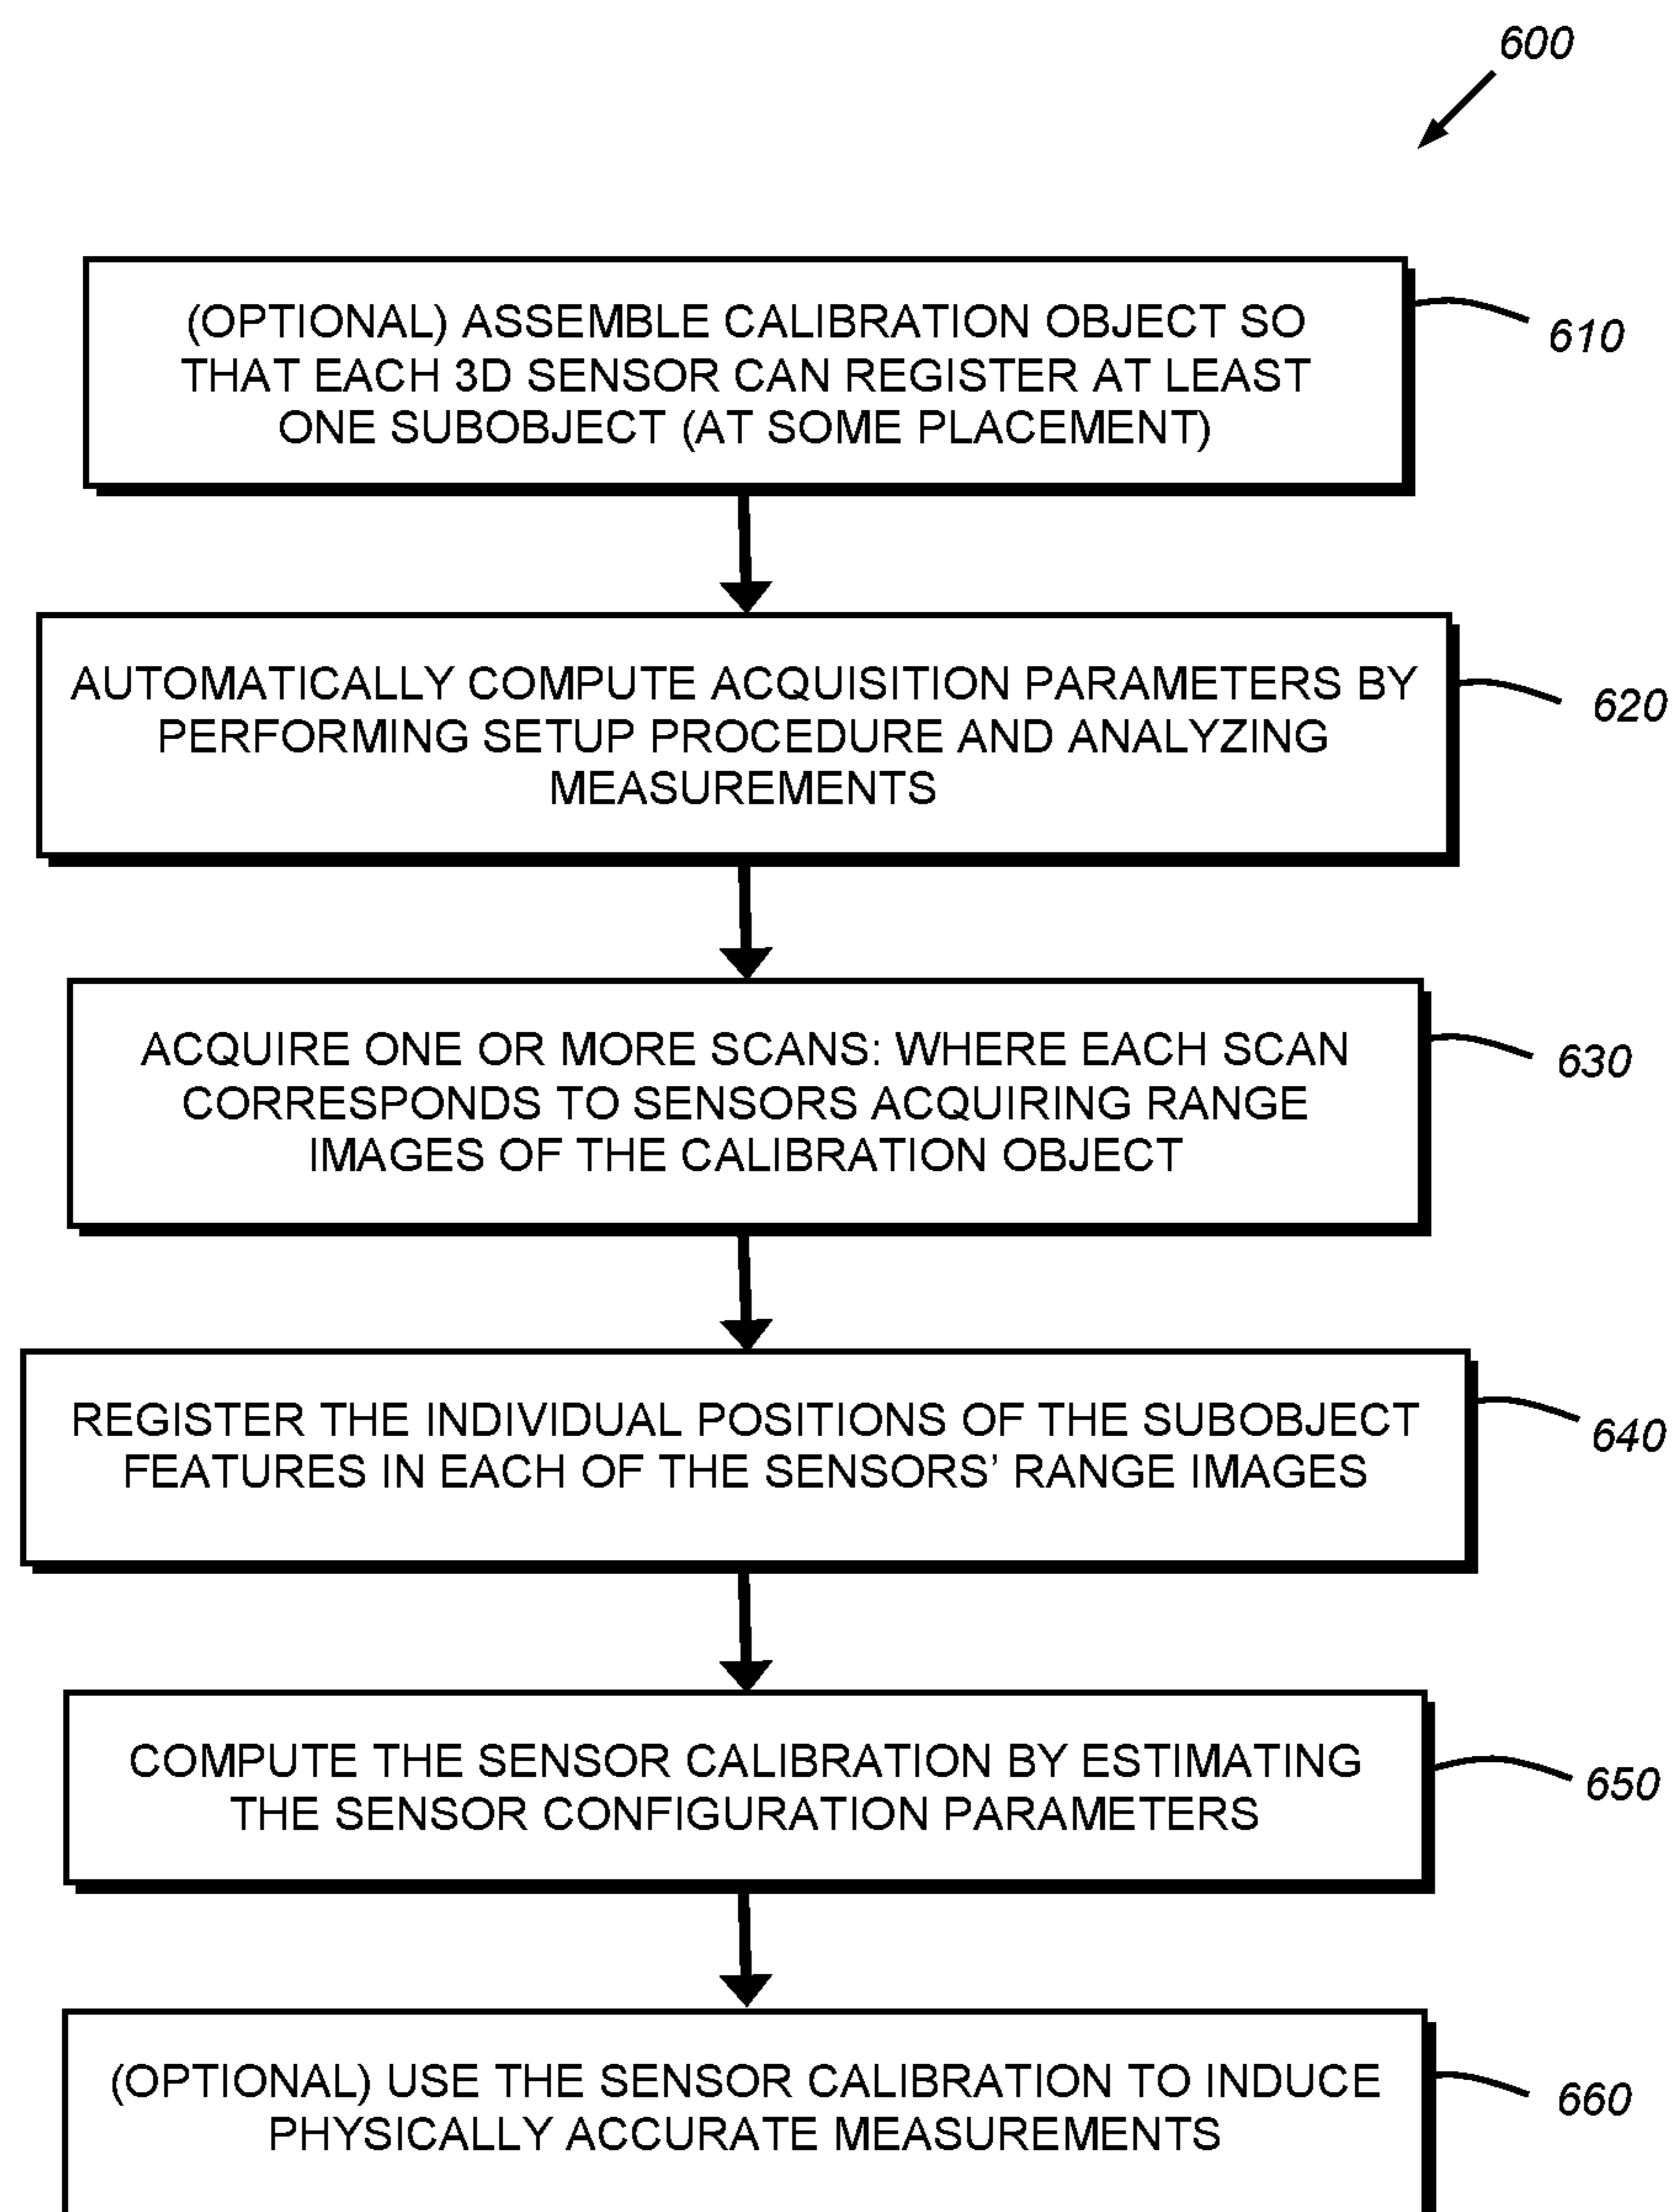 600
(OPTIONAL) ASSEMBLE CALIBRATION OBJECT SO
THAT EACH 3D SENSOR CAN REGISTER AT LEAST
ONE SUBOBJECT (AT SOME PLACEMENT)
610
AUTOMATICALLY COMPUTE ACQUISITION PARAMETERS BY
PERFORMING SETUP PROCEDURE AND ANALYZING
MEASUREMENTS
620
ACQUIRE ONE OR MORE SCANS: WHERE EACH SCAN
CORRESPONDS TO SENSORS ACQUIRING RANGE
IMAGES OF THE CALIBRATION OBJECT
630
REGISTER THE INDIVIDUAL POSITIONS OF THE SUBOBJECT
FEATURES IN EACH OF THE SENSORS’ RANGE IMAGES
640
COMPUTE THE SENSOR CALIBRATION BY ESTIMATING
THE SENSOR CONFIGURATION PARAMETERS
650
(OPTIONAL) USE THE SENSOR CALIBRATION TO INDUCE
PHYSICALLY ACCURATE MEASUREMENTS
660